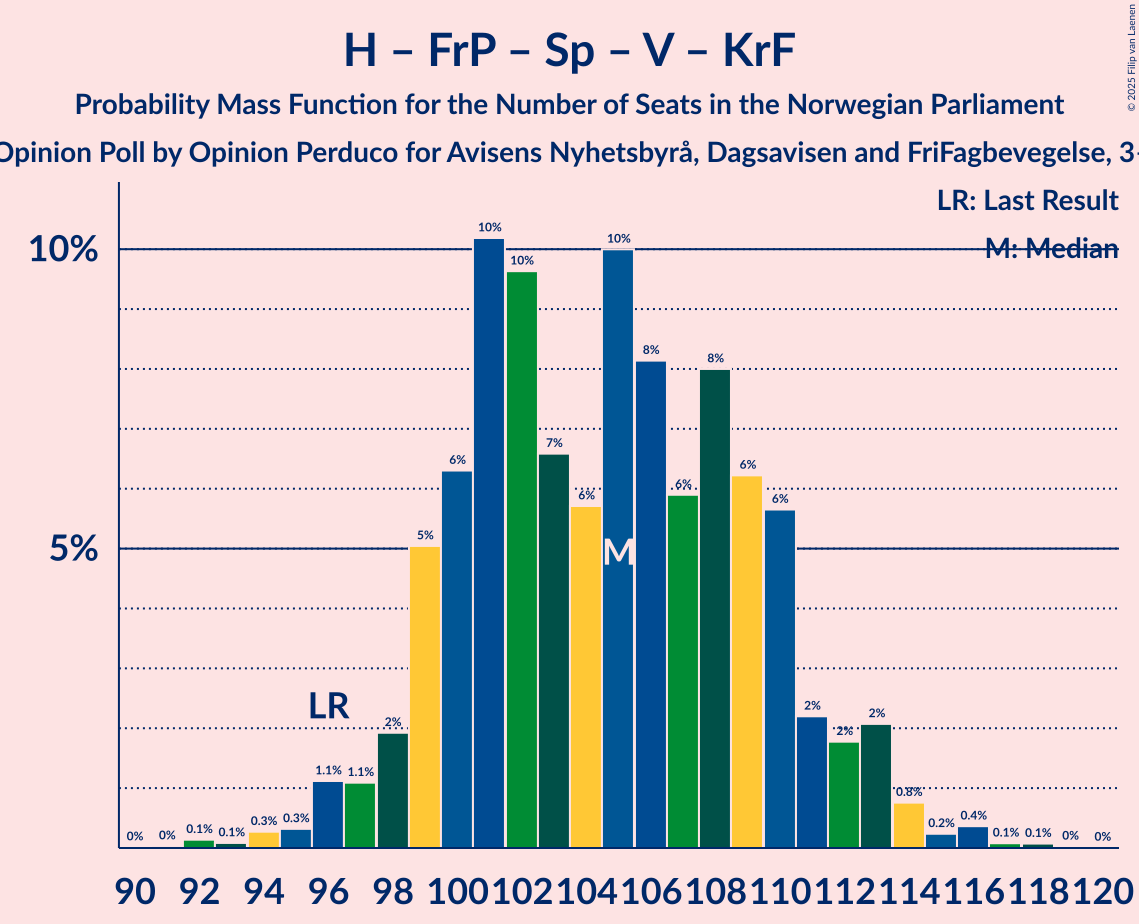 H – FrP – Sp – V – KrF
Probability Mass Function for the Number of Seats in the Norwegian Parliament
Opinion Poll by Opinion Perduco for Avisens Nyhetsbyrå, Dagsavisen and FriFagbevegelse, 3-
© 2025 Filip van Laenen
LR: Last Result
M: Median
10%
5%
0% 0% 0.1% 0.1% 0.3% 0.3% 1.1% 1.1% 2% 5% 6% 10% 10% 7% 6% 10% 8% 6% 8% 6% 6% 2% 2% 2% 0.8% 0.2% 0.4% 0.1% 0.1% 0% 0%
LR
M
90 92 94 96 98 100 102 104 106 108 110 112 114 116 118 120